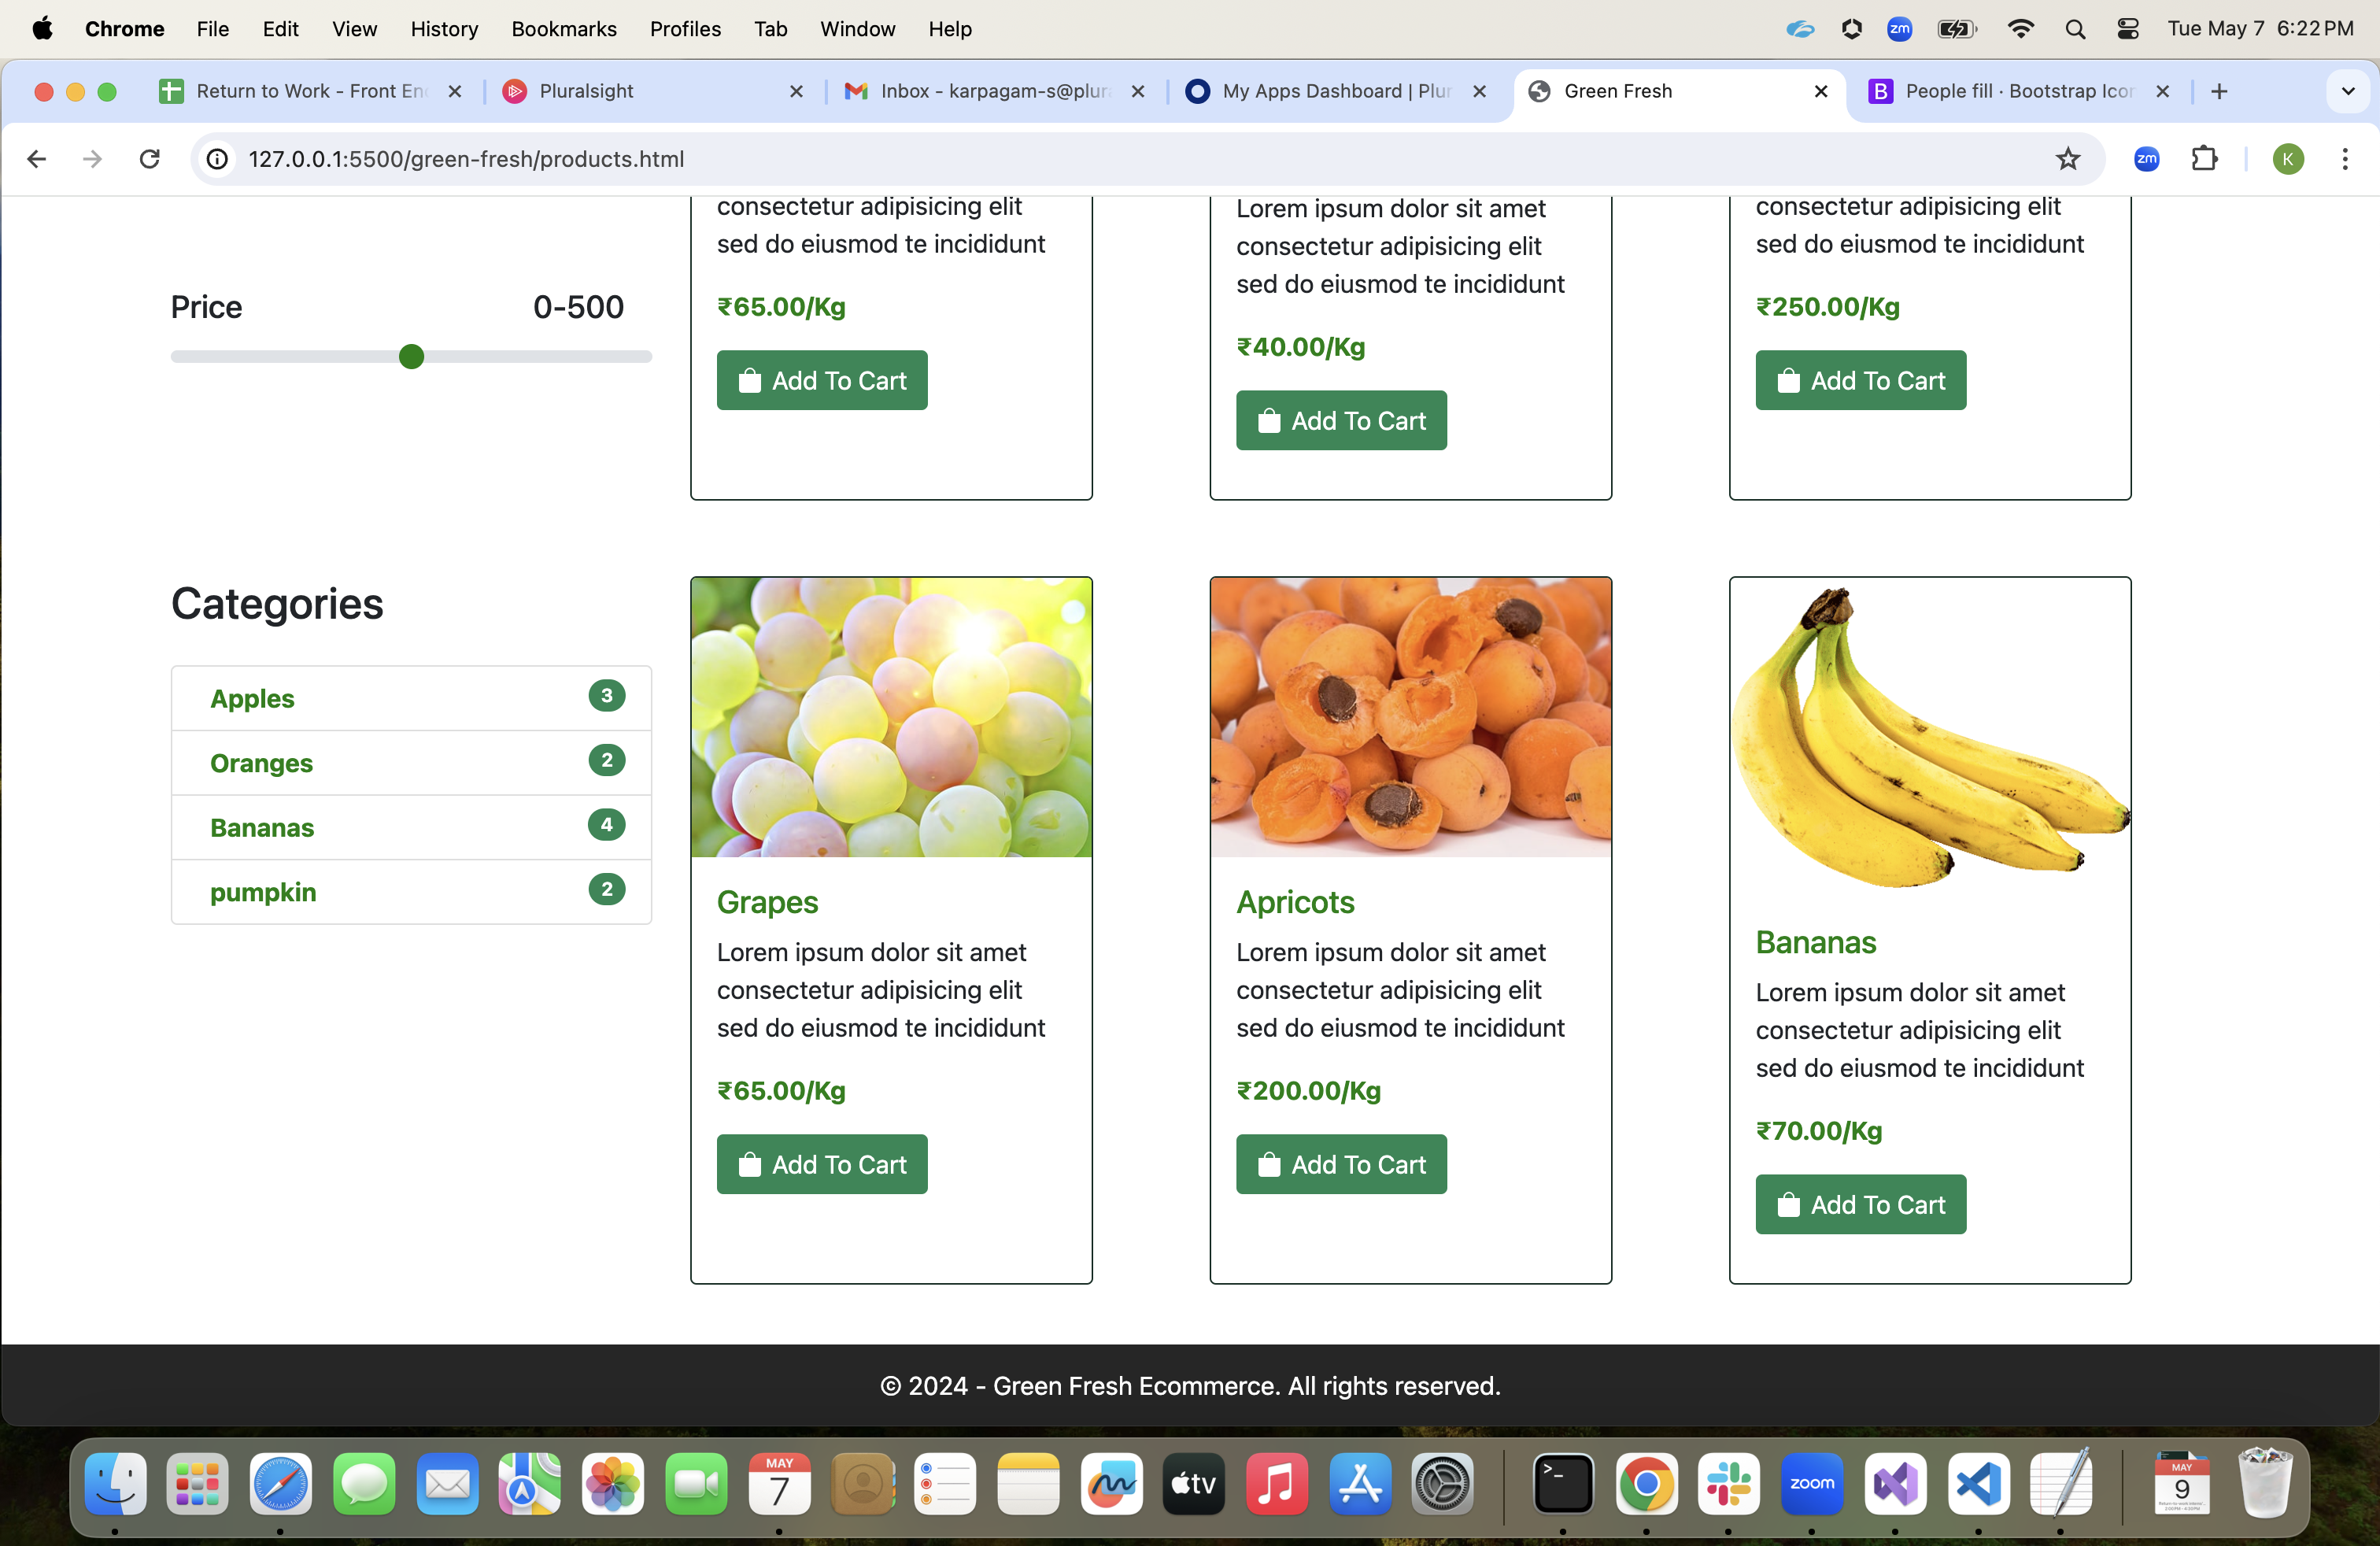 Chrome File Edit View History Bookmarks Profiles Tab Window Help
zm
Tue May 7 6:22 PM
Return to Work - Front En
Pluralsight
Inbox - karpagam-s@plur
My Apps Dashboard | Plur
Green Fresh
B
People fill · Bootstrap Ico
127.0.0.1:5500/green-fresh/products.html
zm
K
Price 0-500
consectetur adipisicing elit
sed do eiusmod te incididunt
₹65.00/Kg
Add To Cart
Lorem ipsum dolor sit amet
consectetur adipisicing elit
sed do eiusmod te incididunt
₹40.00/Kg
Add To Cart
consectetur adipisicing elit
sed do eiusmod te incididunt
₹250.00/Kg
Add To Cart
Categories
Apples 3
Oranges 2
Bananas 4
pumpkin 2
Grapes
Lorem ipsum dolor sit amet
consectetur adipisicing elit
sed do eiusmod te incididunt
₹65.00/Kg
Add To Cart
Apricots
Lorem ipsum dolor sit amet
consectetur adipisicing elit
sed do eiusmod te incididunt
₹200.00/Kg
Add To Cart
Bananas
Lorem ipsum dolor sit amet
consectetur adipisicing elit
sed do eiusmod te incididunt
₹70.00/Kg
Add To Cart
© 2024 - Green Fresh Ecommerce. All rights reserved.
MAY
7
tv
>_
zoom
MAY
9